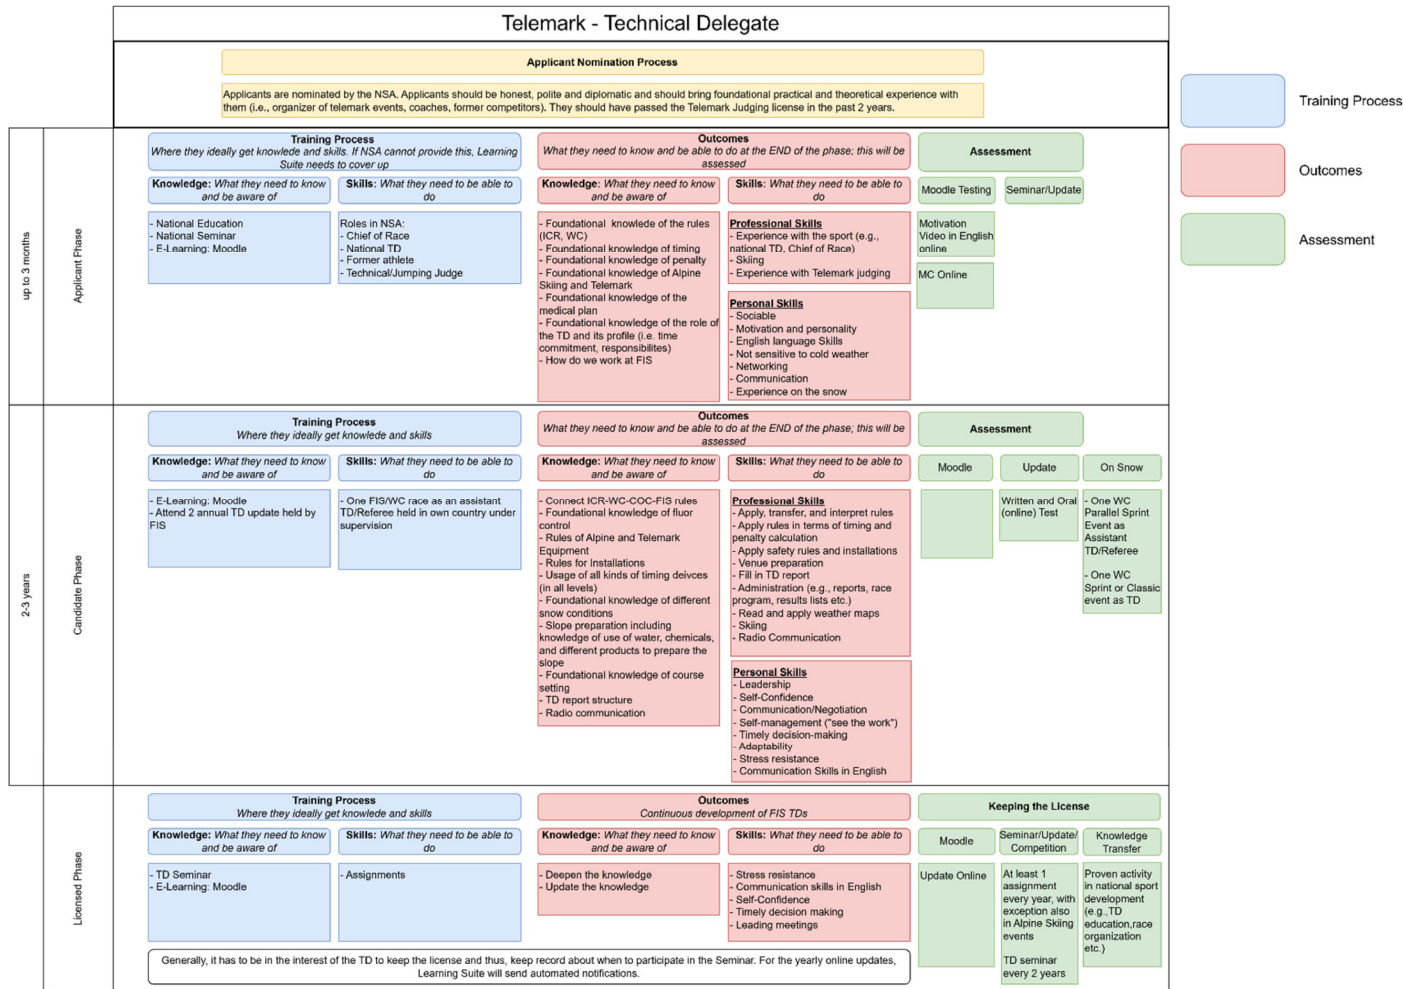 Telemark - Technical Delegate
Applicant Nomination Process
Applicants are nominated by the NSA. Applicants should be honest, polite and diplomatic and should bring foundational practical and theoretical experience with
them (i.e., organizer of telemark events, coaches, former competitors). They should have passed the Telemark Judging license in the past 2 years.
Training Process
Outcomes
Assessment
up to 3 months
Applicant Phase
Training Process
Where they ideally get knowlede and skills. If NSA cannot provide this, Learning
Suite needs to cover up
Knowledge: What they need to know
and be aware of
Skills: What they need to be able to
do
- National Education
- National Seminar
- E-Learning: Moodle
Roles in NSA:
- Chief of Race
- National TD
- Former athlete
- Technical/Jumping Judge
Outcomes
What they need to know and be able to do at the END of the phase; this will be
assessed
Knowledge: What they need to know
and be aware of
Skills: What they need to be able to
do
- Foundational knowlede of the rules
(ICR, WC)
- Foundational knowledge of timing
- Foundational knowledge of penalty
- Foundational knowledge of Alpine
Skiing and Telemark
- Foundational knowledge of the
medical plan
- Foundational knowledge of the role of
the TD and its profile (i.e. time
commitment, responsibilites)
- How do we work at FIS
Professional Skills
- Experience with the sport (e.g.,
national TD, Chief of Race)
- Skiing
- Experience with Telemark judging
Personal Skills
- Sociable
- Motivation and personality
- English language Skills
- Not sensitive to cold weather
- Networking
- Communication
- Experience on the snow
Assessment
Moodle Testing
Seminar/Update
Motivation
Video in English
online
MC Online
2-3 years
Candidate Phase
Training Process
Where they ideally get knowlede and skills
Knowledge: What they need to know
and be aware of
Skills: What they need to be able to
do
- E-Learning: Moodle
- Attend 2 annual TD update held by
FIS
- One FIS/WC race as an assistant
TD/Referee held in own country under
supervision
Outcomes
What they need to know and be able to do at the END of the phase; this will be
assessed
Knowledge: What they need to know
and be aware of
Skills: What they need to be able to
do
- Connect ICR-WC-COC-FIS rules
- Foundational knowledge of fluor
control
- Rules of Alpine and Telemark
Equipment
- Rules for Installations
- Usage of all kinds of timing deivces
(in all levels)
- Foundational knowledge of different
snow conditions
- Slope preparation including
knowledge of use of water, chemicals,
and different products to prepare the
slope
- Foundational knowledge of course
setting
- TD report structure
- Radio communication
Professional Skills
- Apply, transfer, and interpret rules
- Apply rules in terms of timing and
penalty calculation
- Apply safety rules and installations
- Venue preparation
- Fill in TD report
- Administration (e.g., reports, race
program, results lists etc.)
- Read and apply weather maps
- Skiing
- Radio Communication
Personal Skills
- Leadership
- Self-Confidence
- Communication/Negotiation
- Self-management ("see the work")
- Timely decision-making
- Adaptability
- Stress resistance
- Communication Skills in English
Assessment
Moodle
Update
On Snow
Written and Oral
(online) Test
- One WC
Parallel Sprint
Event as
Assistant
TD/Referee
- One WC
Sprint or Classic
event as TD
Licensed Phase
Training Process
Where they ideally get knowlede and skills
Knowledge: What they need to know
and be aware of
Skills: What they need to be able to
do
- TD Seminar
- E-Learning: Moodle
- Assignments
Outcomes
Continuous development of FIS TDs
Knowledge: What they need to know
and be aware of
Skills: What they need to be able to
do
- Deepen the knowledge
- Update the knowledge
- Stress resistance
- Communication skills in English
- Self-Confidence
- Timely decision making
- Leading meetings
Keeping the License
Moodle
Seminar/Update/
Competition
Knowledge
Transfer
Update Online
At least 1
assignment
every year, with
exception also
in Alpine Skiing
events
TD seminar
every 2 years
Proven activity
in national sport
development
(e.g.,TD
education,race
organization
etc.)
Generally, it has to be in the interest of the TD to keep the license and thus, keep record about when to participate in the Seminar. For the yearly online updates,
Learning Suite will send automated notifications.